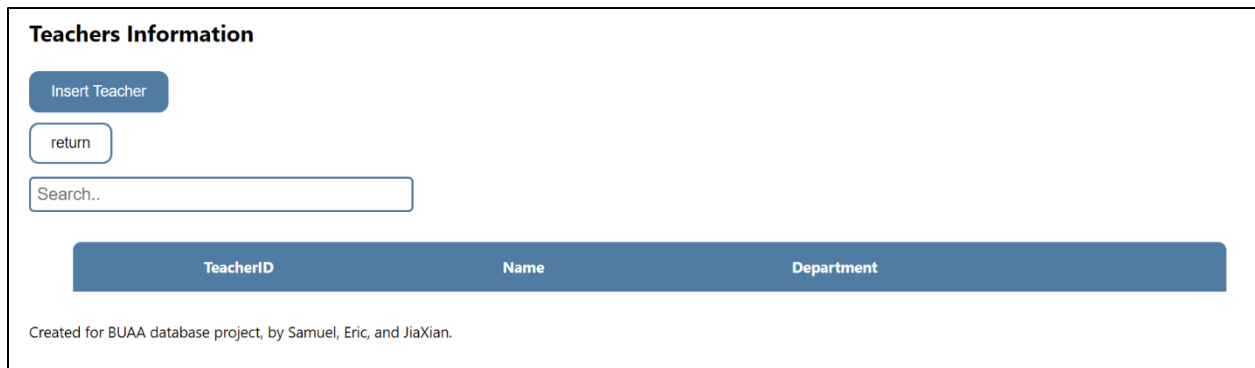 Teachers Information
Insert Teacher
return
Search..
TeacherID Name Department
Created for BUAA database project, by Samuel, Eric, and JiaXian.